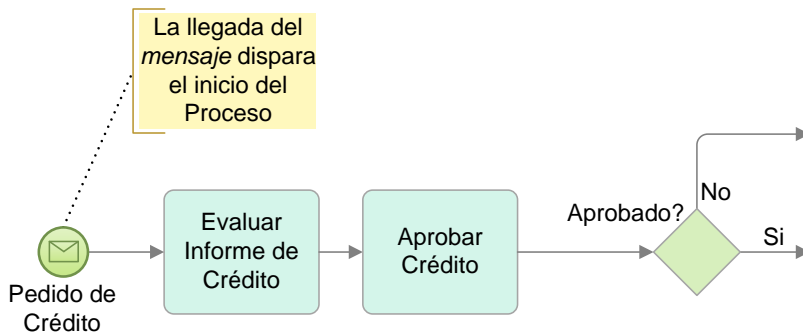 La llegada del
mensaje dispara
el inicio del
Proceso
Pedido de
Crédito
Evaluar
Informe de
Crédito
Aprobar
Crédito
Aprobado?
No
Si